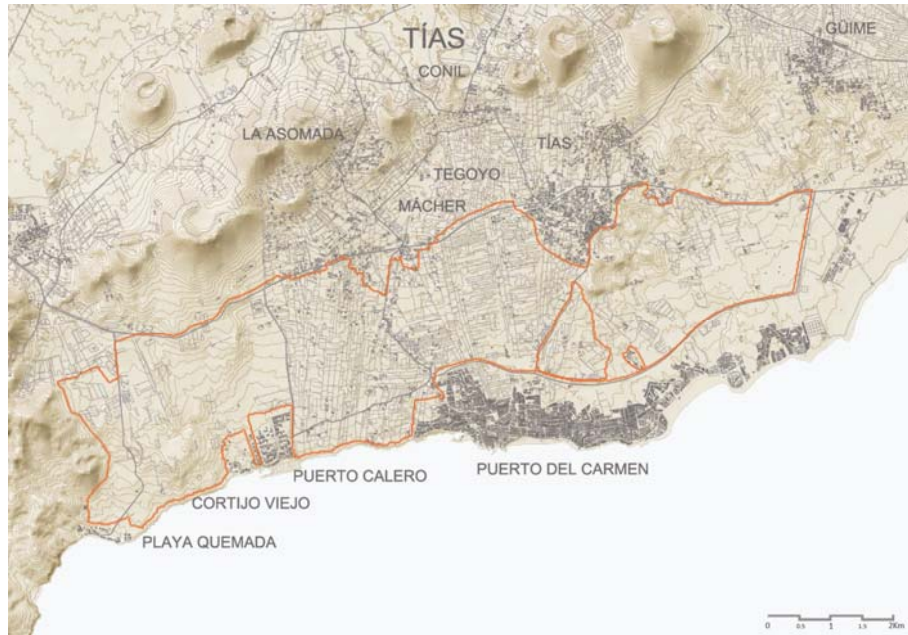 TÍAS
CONIL
GÜIME
LA ASOMADA
TÍAS
TEGOYO
MÁCHER
PUERTO DEL CARMEN
PUERTO CALERO
CORTIJO VIEJO
PLAYA QUEMADA
0 0,5 1 1,5 2Km